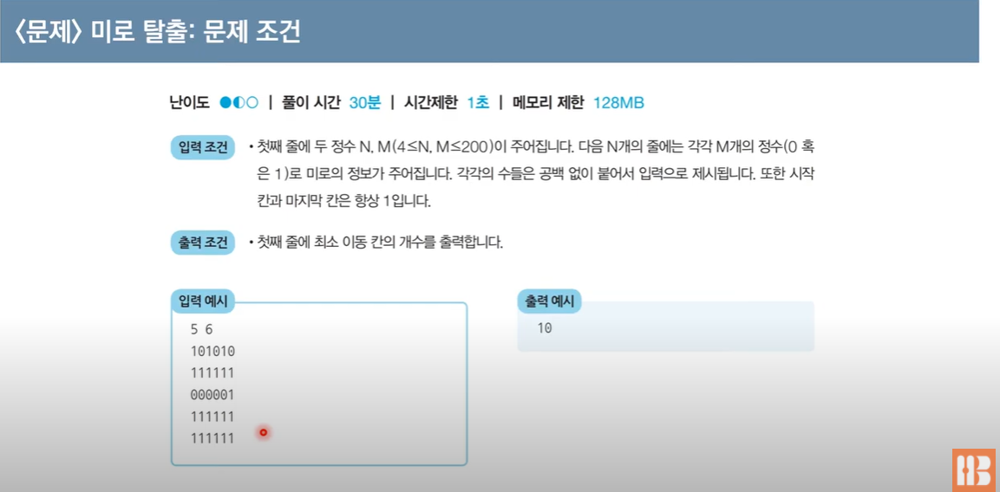 〈문제〉 미로 탈출: 문제 조건
난이도 ●◐○ | 풀이 시간 30분 | 시간제한 1초 | 메모리 제한 128MB
입력 조건
• 첫째 줄에 두 정수 N, M(4≤N, M≤200)이 주어집니다. 다음 N개의 줄에는 각각 M개의 정수(0 혹
은 1)로 미로의 정보가 주어집니다. 각각의 수들은 공백 없이 붙어서 입력으로 제시됩니다. 또한 시작
칸과 마지막 칸은 항상 1입니다.
출력 조건
• 첫째 줄에 최소 이동 칸의 개수를 출력합니다.
입력 예시
5 6
101010
111111
000001
111111
111111
출력 예시
10
HB